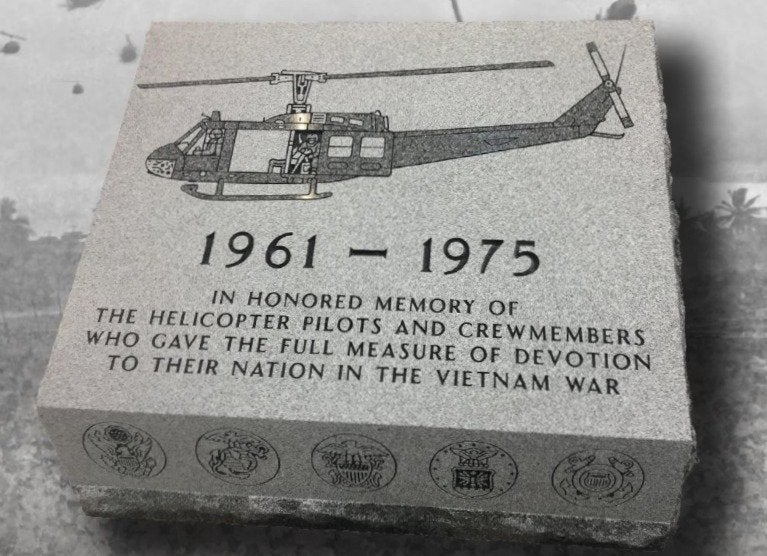 1961 – 1975
IN HONORED MEMORY OF
THE HELICOPTER PILOTS AND CREWMEMBERS
WHO GAVE THE FULL MEASURE OF DEVOTION
TO THEIR NATION IN THE VIETNAM WAR